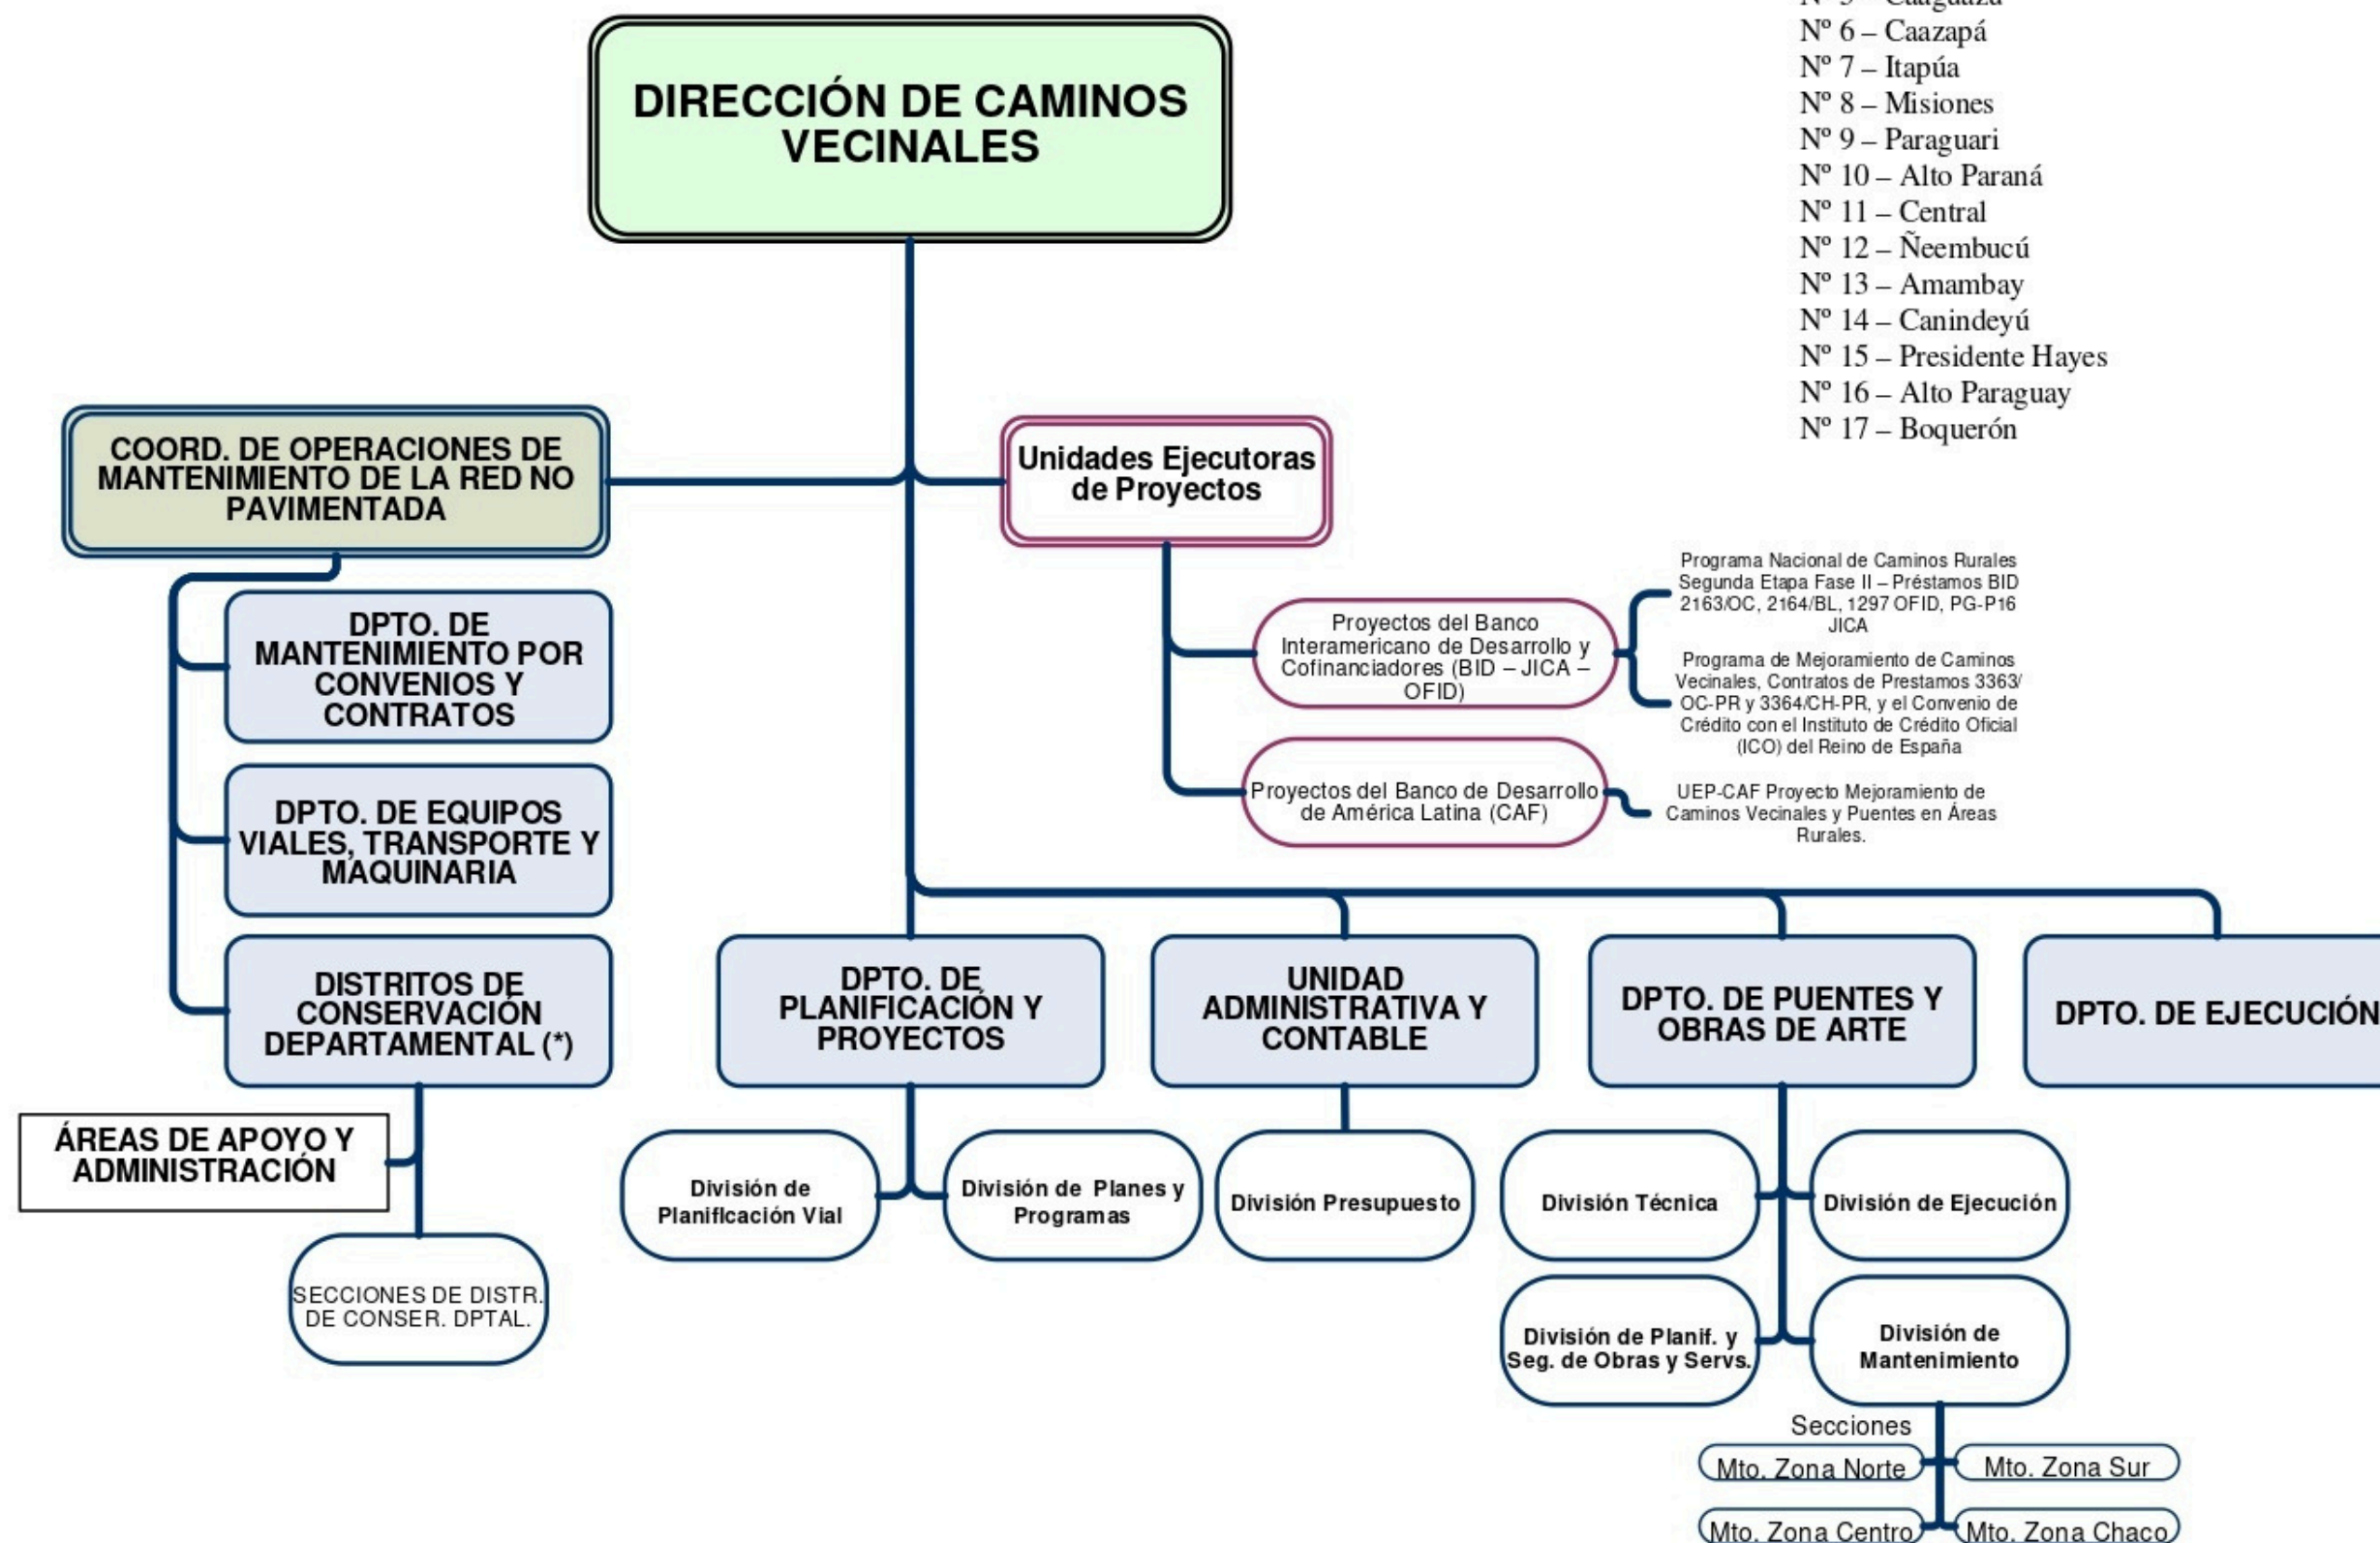 Nº 6 – Caazapá
Nº 7 – Itapúa
Nº 8 – Misiones
Nº 9 – Paraguari
Nº 10 – Alto Paraná
Nº 11 – Central
Nº 12 – Ñeembucú
Nº 13 – Amambay
Nº 14 – Canindeyú
Nº 15 – Presidente Hayes
Nº 16 – Alto Paraguay
Nº 17 – Boquerón
DIRECCIÓN DE CAMINOS
VECINALES
COORD. DE OPERACIONES DE
MANTENIMIENTO DE LA RED NO
PAVIMENTADA
Unidades Ejecutoras
de Proyectos
Proyectos del Banco
Interamericano de Desarrollo y
Cofinanciadores (BID – JICA –
OFID)
Programa Nacional de Caminos Rurales
Segunda Etapa Fase II – Préstamos BID
2163/OC, 2164/BL, 1297 OFID, PG-P16
JICA
Programa de Mejoramiento de Caminos
Vecinales, Contratos de Prestamos 3363/
OC-PR y 3364/CH-PR, y el Convenio de
Crédito con el Instituto de Crédito Oficial
(ICO) del Reino de España
Proyectos del Banco de Desarrollo
de América Latina (CAF)
UEP-CAF Proyecto Mejoramiento de
Caminos Vecinales y Puentes en Áreas
Rurales.
DPTO. DE
MANTENIMIENTO POR
CONVENIOS Y
CONTRATOS
DPTO. DE EQUIPOS
VIALES, TRANSPORTE Y
MAQUINARIA
DISTRITOS DE
CONSERVACIÓN
DEPARTAMENTAL (*)
ÁREAS DE APOYO Y
ADMINISTRACIÓN
SECCIONES DE DISTR.
DE CONSER. DPTAL.
DPTO. DE
PLANIFICACIÓN Y
PROYECTOS
División de
Planificación Vial
División de Planes y
Programas
UNIDAD
ADMINISTRATIVA Y
CONTABLE
División Presupuesto
DPTO. DE PUENTES Y
OBRAS DE ARTE
División Técnica
División de Ejecución
División de Planif. y
Seg. de Obras y Servs.
División de
Mantenimiento
Secciones
Mto. Zona Norte
Mto. Zona Sur
Mto. Zona Centro
Mto. Zona Chaco
DPTO. DE EJECUCIÓN